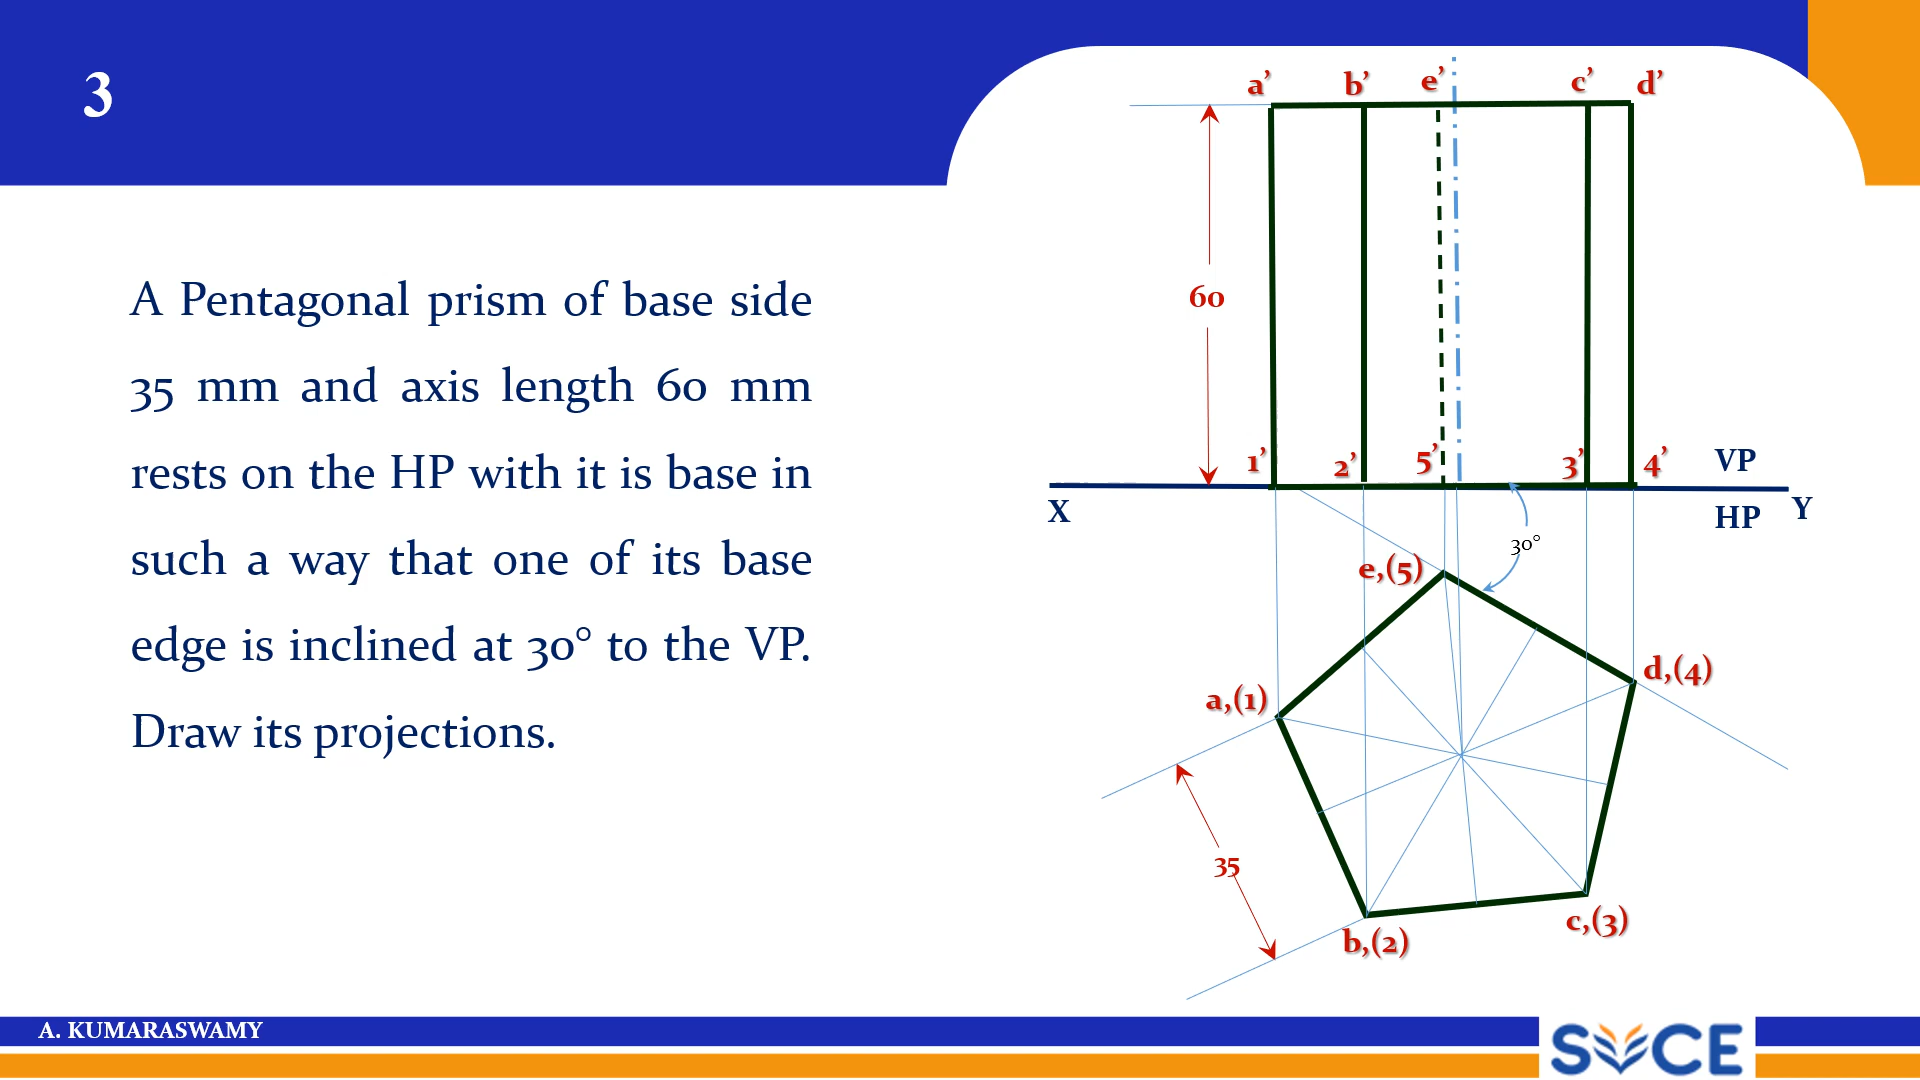 3
A Pentagonal prism of base side
35 mm and axis length 60 mm
rests on the HP with it is base in
such a way that one of its base
edge is inclined at 30° to the VP.
Draw its projections.
a’ b’ e’ c’ d’
60
1’ 2’ 5’ 3’ 4’ VP
X HP Y
30°
e,(5)
d,(4)
a,(1)
35
c,(3)
b,(2)
A. KUMARASWAMY
SVCE